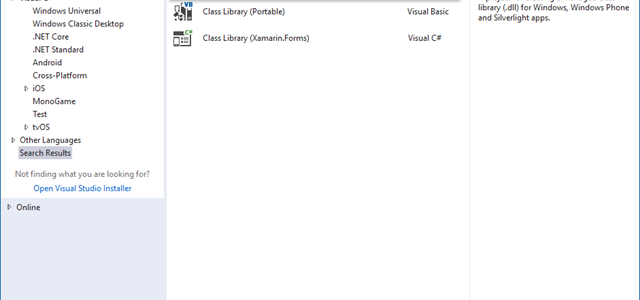 Windows Universal
Windows Classic Desktop
.NET Core
.NET Standard
Android
Cross-Platform
iOS
MonoGame
Test
tvOS
Other Languages
Search Results
Not finding what you are looking for?
Open Visual Studio Installer
Online
Class Library (Portable) Visual Basic
Class Library (Xamarin.Forms) Visual C#
library (.dll) for Windows, Windows Phone
and Silverlight apps.